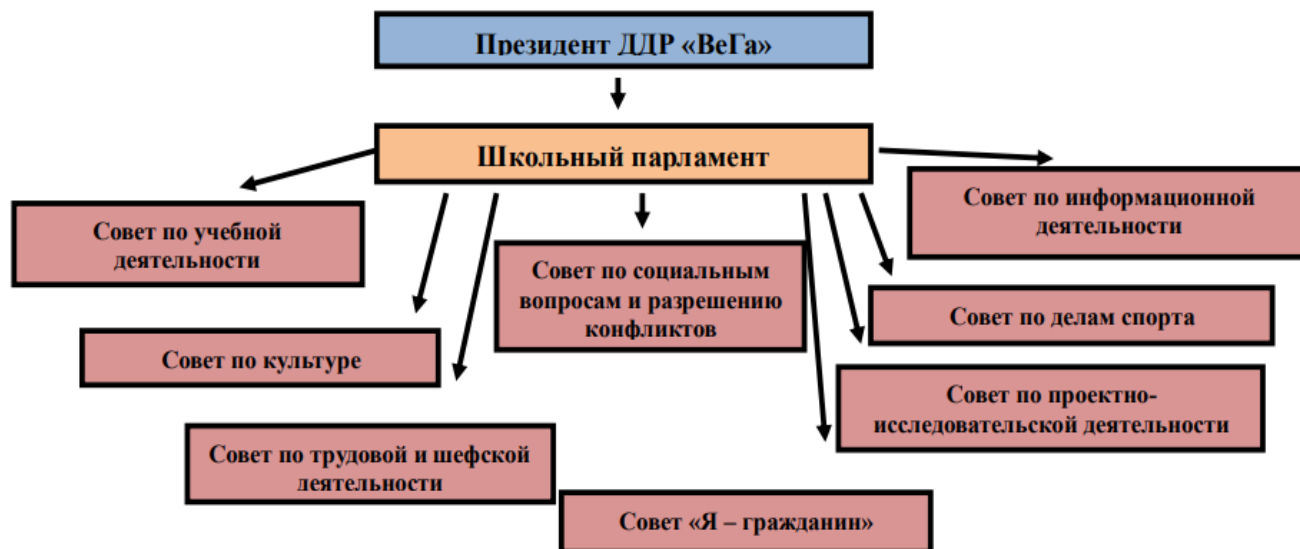 Президент ДДР «ВеГа»
Школьный парламент
Совет по информационной
деятельности
Совет по учебной
деятельности
Совет по социальным
вопросам и разрешению
конфликтов
Совет по делам спорта
Совет по культуре
Совет по проектно-
исследовательской деятельности
Совет по трудовой и шефской
деятельности
Совет «Я – гражданин»